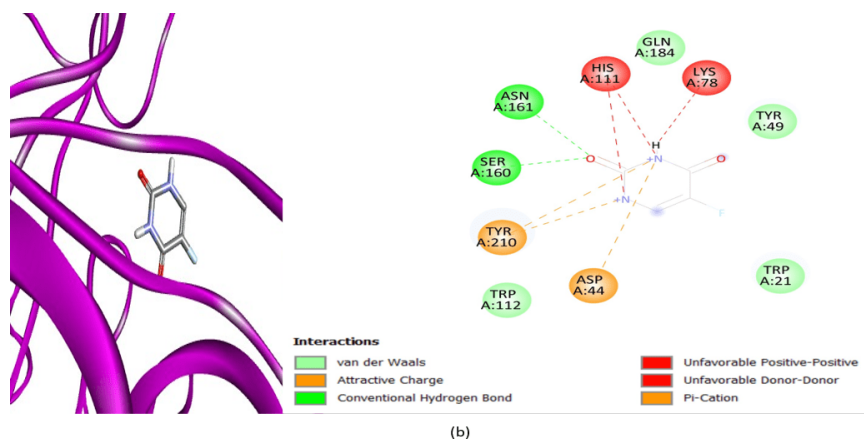 GLN
A:184
HIS
A:111
LYS
A:78
ASN
A:161
TYR
A:49
H
O
+N
O
SER
A:160
+N
F
TYR
A:210
TRP
A:21
ASP
A:44
TRP
A:112
Interactions
van der Waals
Attractive Charge
Conventional Hydrogen Bond
Unfavorable Positive-Positive
Unfavorable Donor-Donor
Pi-Cation
(b)